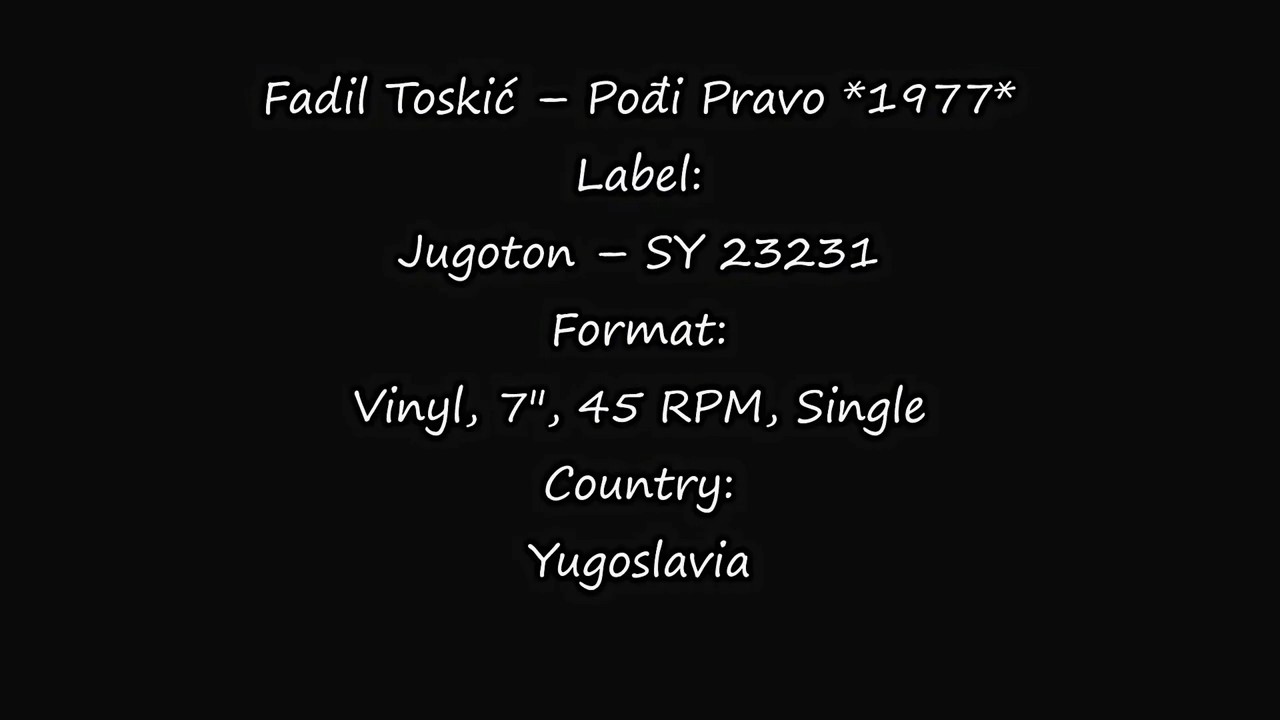 Fadil Toskić – Pođi Pravo *1977*
Label:
Jugoton – SY 23231
Format:
Vinyl, 7", 45 RPM, Single
Country:
Yugoslavia